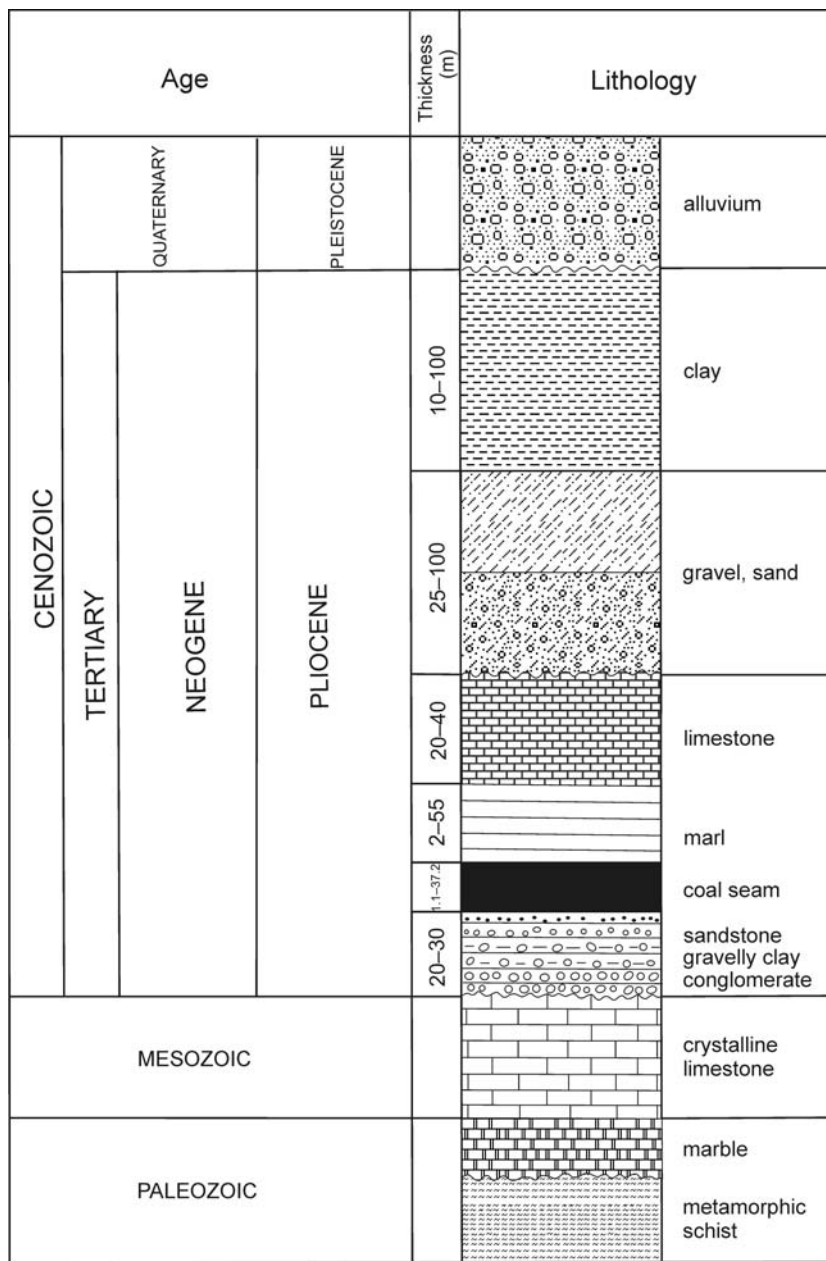 Age
Thickness
(m)
Lithology
CENOZOIC
QUATERNARY
PLEISTOCENE
alluvium
TERTIARY
NEOGENE
PLIOCENE
10–100
clay
25–100
gravel, sand
20–40
limestone
2–55
marl
1.1–37.2
coal seam
20–30
sandstone
gravelly clay
conglomerate
MESOZOIC
crystalline
limestone
PALEOZOIC
marble
metamorphic
schist